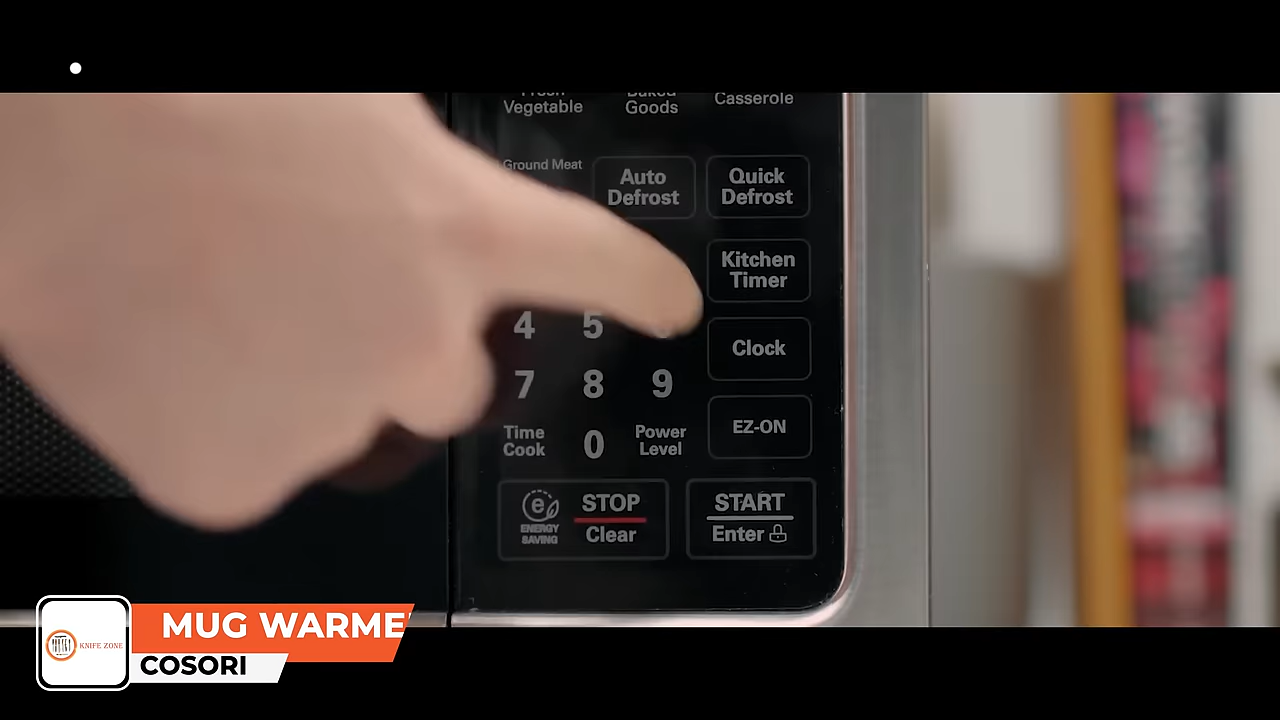 Fresh
Vegetable
Baked
Goods
Casserole
Ground Meat
Auto
Defrost
Quick
Defrost
Kitchen
Timer
4 5
Clock
7 8 9
EZ-ON
Time
Cook
0
Power
Level
e
ENERGY
SAVING
STOP
Clear
START
Enter
MUG WARME
KNIFE ZONE
COSORI